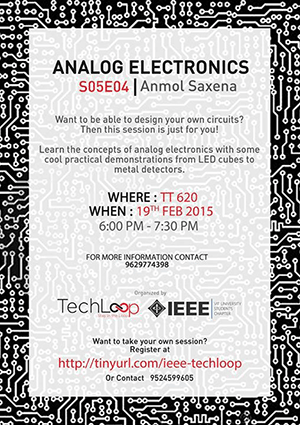 ANALOG ELECTRONICS
S05E04 | Anmol Saxena
Want to be able to design your own circuits?
Then this session is just for you!
Learn the concepts of analog electronics with some
cool practical demonstrations from LED cubes to
metal detectors.
WHERE : TT 620
WHEN : 19TH FEB 2015
6:00 PM - 7:30 PM
FOR MORE INFORMATION CONTACT
9629774398
Organized by
TechLoop
IEEE
VIT UNIVERSITY
STUDENT
CHAPTER
Want to take your own session?
Register at
http://tinyurl.com/ieee-techloop
Or Contact 9524599605